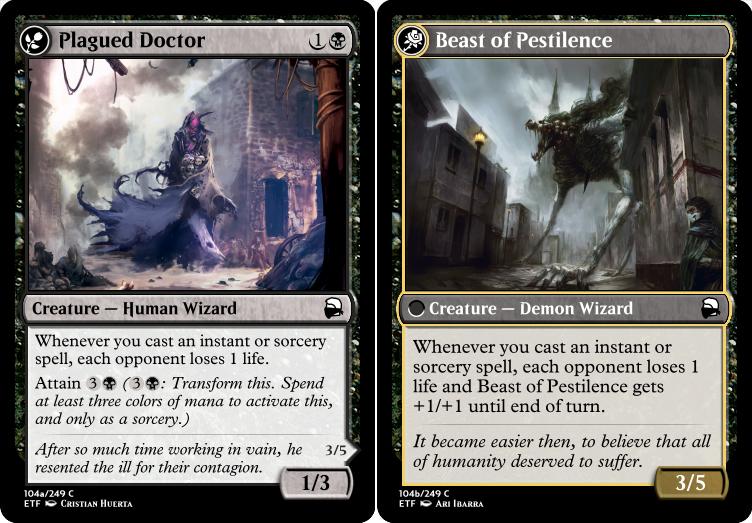 Plagued Doctor 1
Creature — Human Wizard
Whenever you cast an instant or sorcery
spell, each opponent loses 1 life.
Attain 3 (3: Transform this. Spend
at least three colors of mana to activate this,
and only as a sorcery.)
After so much time working in vain, he
resented the ill for their contagion.
3/5
1/3
104a/249 C
ETF Cristian Huerta
Beast of Pestilence
Creature — Demon Wizard
Whenever you cast an instant or
sorcery spell, each opponent loses 1
life and Beast of Pestilence gets
+1/+1 until end of turn.
It became easier then, to believe that all
of humanity deserved to suffer.
3/5
104b/249 C
ETF Ari Ibarra